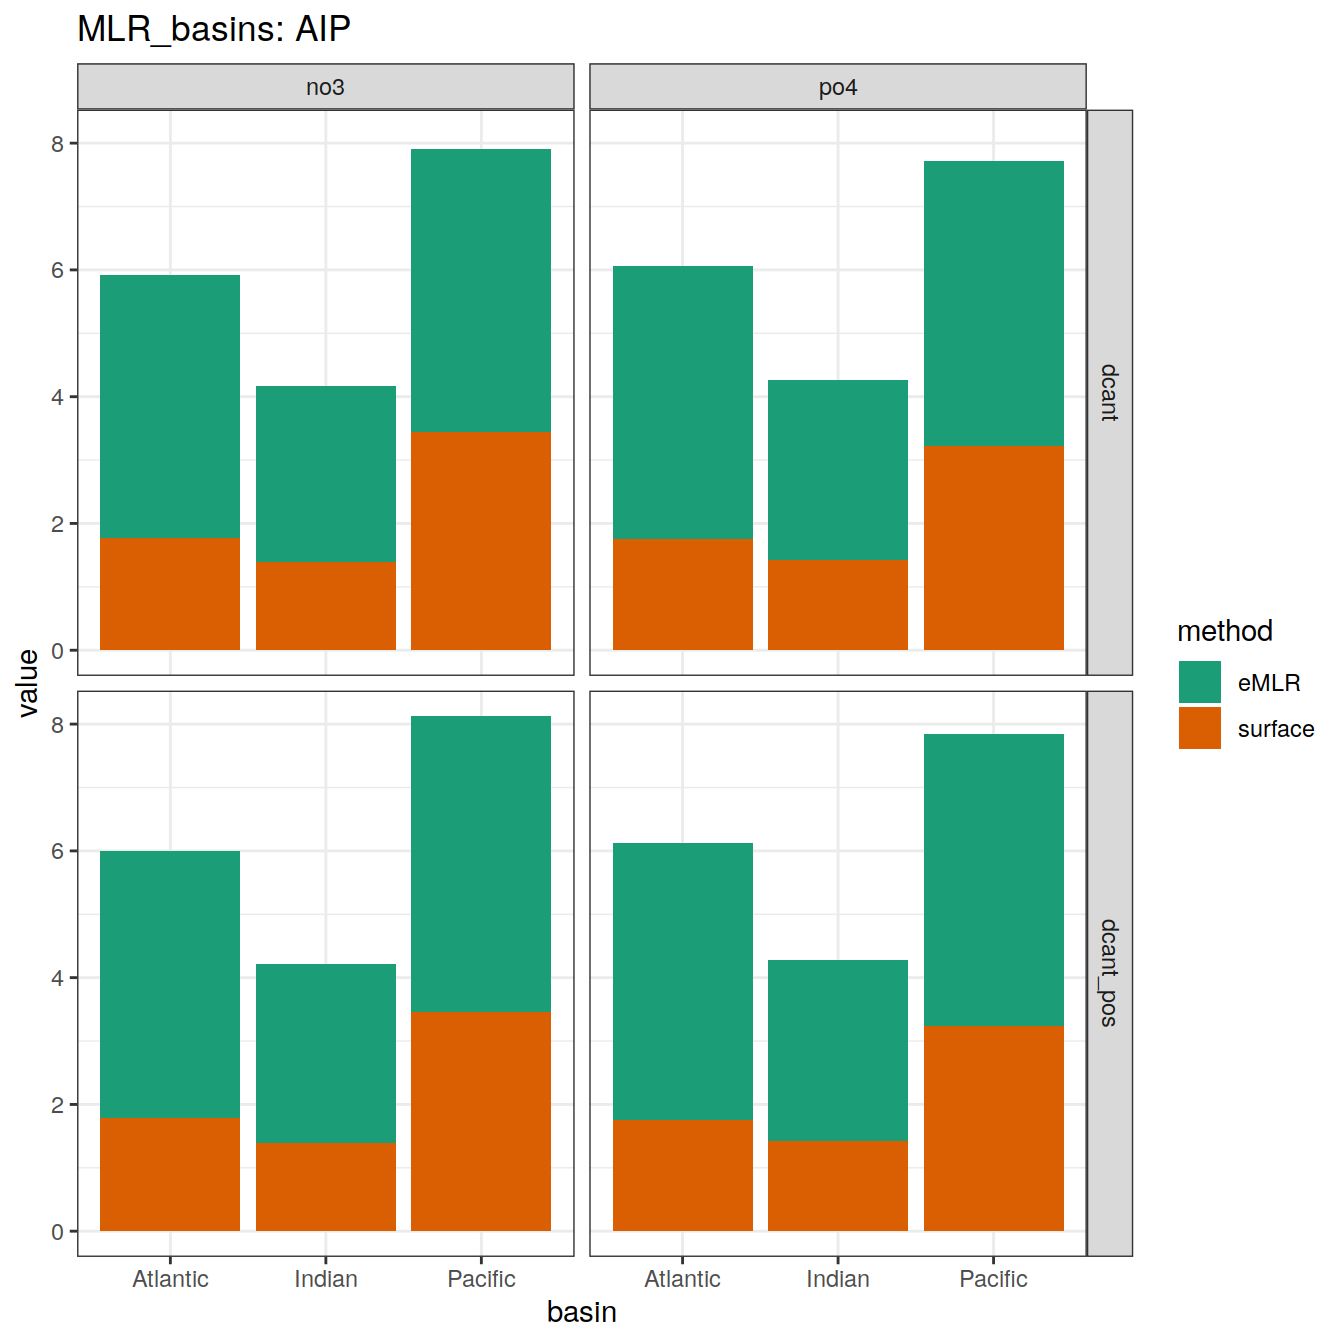 MLR_basins: AIP
no3
po4
8
6
4
2
0
dcant
8
6
4
2
0
dcant_pos
value
Atlantic
Indian
Pacific
Atlantic
Indian
Pacific
basin
method
eMLR
surface